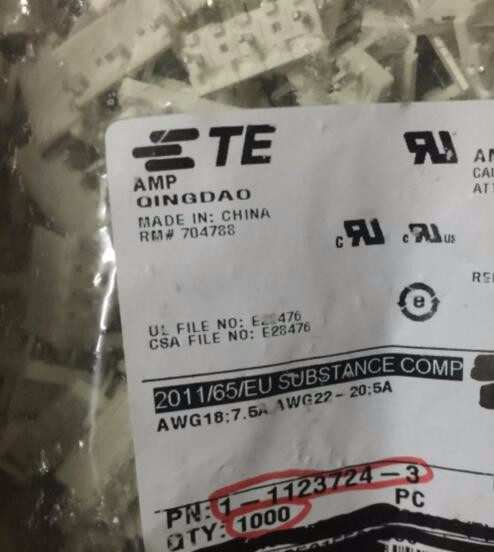 TE
AMP
QINGDAO
MADE IN: CHINA
RM# 704788
UL FILE NO: E28476
CSA FILE NO: E28476
2011/65/EU SUBSTANCE COMP
AWG18;7.5A AWG22-20;5A
PN: 1-1123724-3
QTY: 1000 PC